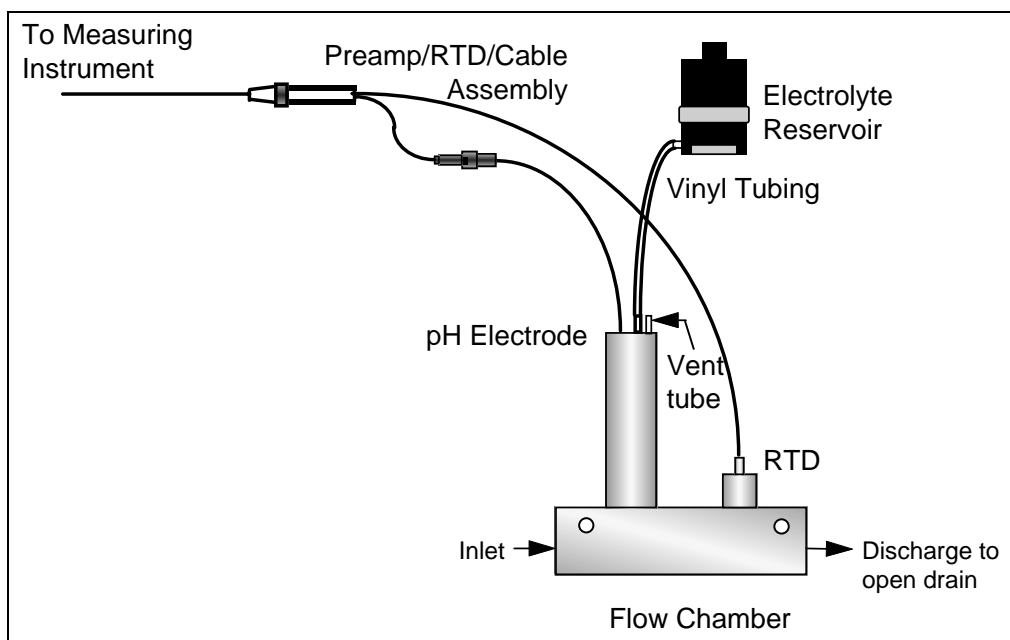 To Measuring
Instrument
Preamp/RTD/Cable
Assembly
Electrolyte
Reservoir
Vinyl Tubing
pH Electrode
Vent
tube
RTD
Inlet
Discharge to
open drain
Flow Chamber